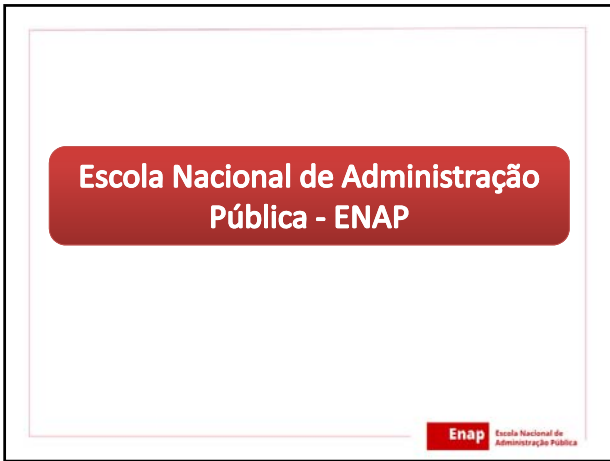 Escola Nacional de Administração
Pública - ENAP
Enap
Escola Nacional de
Administração Pública